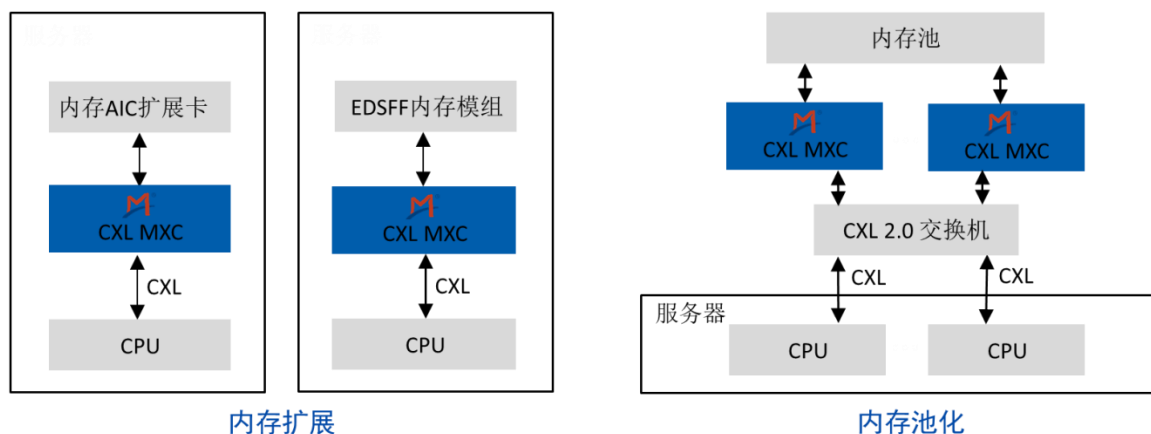 内存AIC扩展卡
CXL MXC
CXL
CPU
EDSFF内存模组
CXL MXC
CXL
CPU
内存扩展
内存池
CXL MXC
CXL MXC
CXL 2.0 交换机
CXL
CXL
服务器
CPU
CPU
内存池化